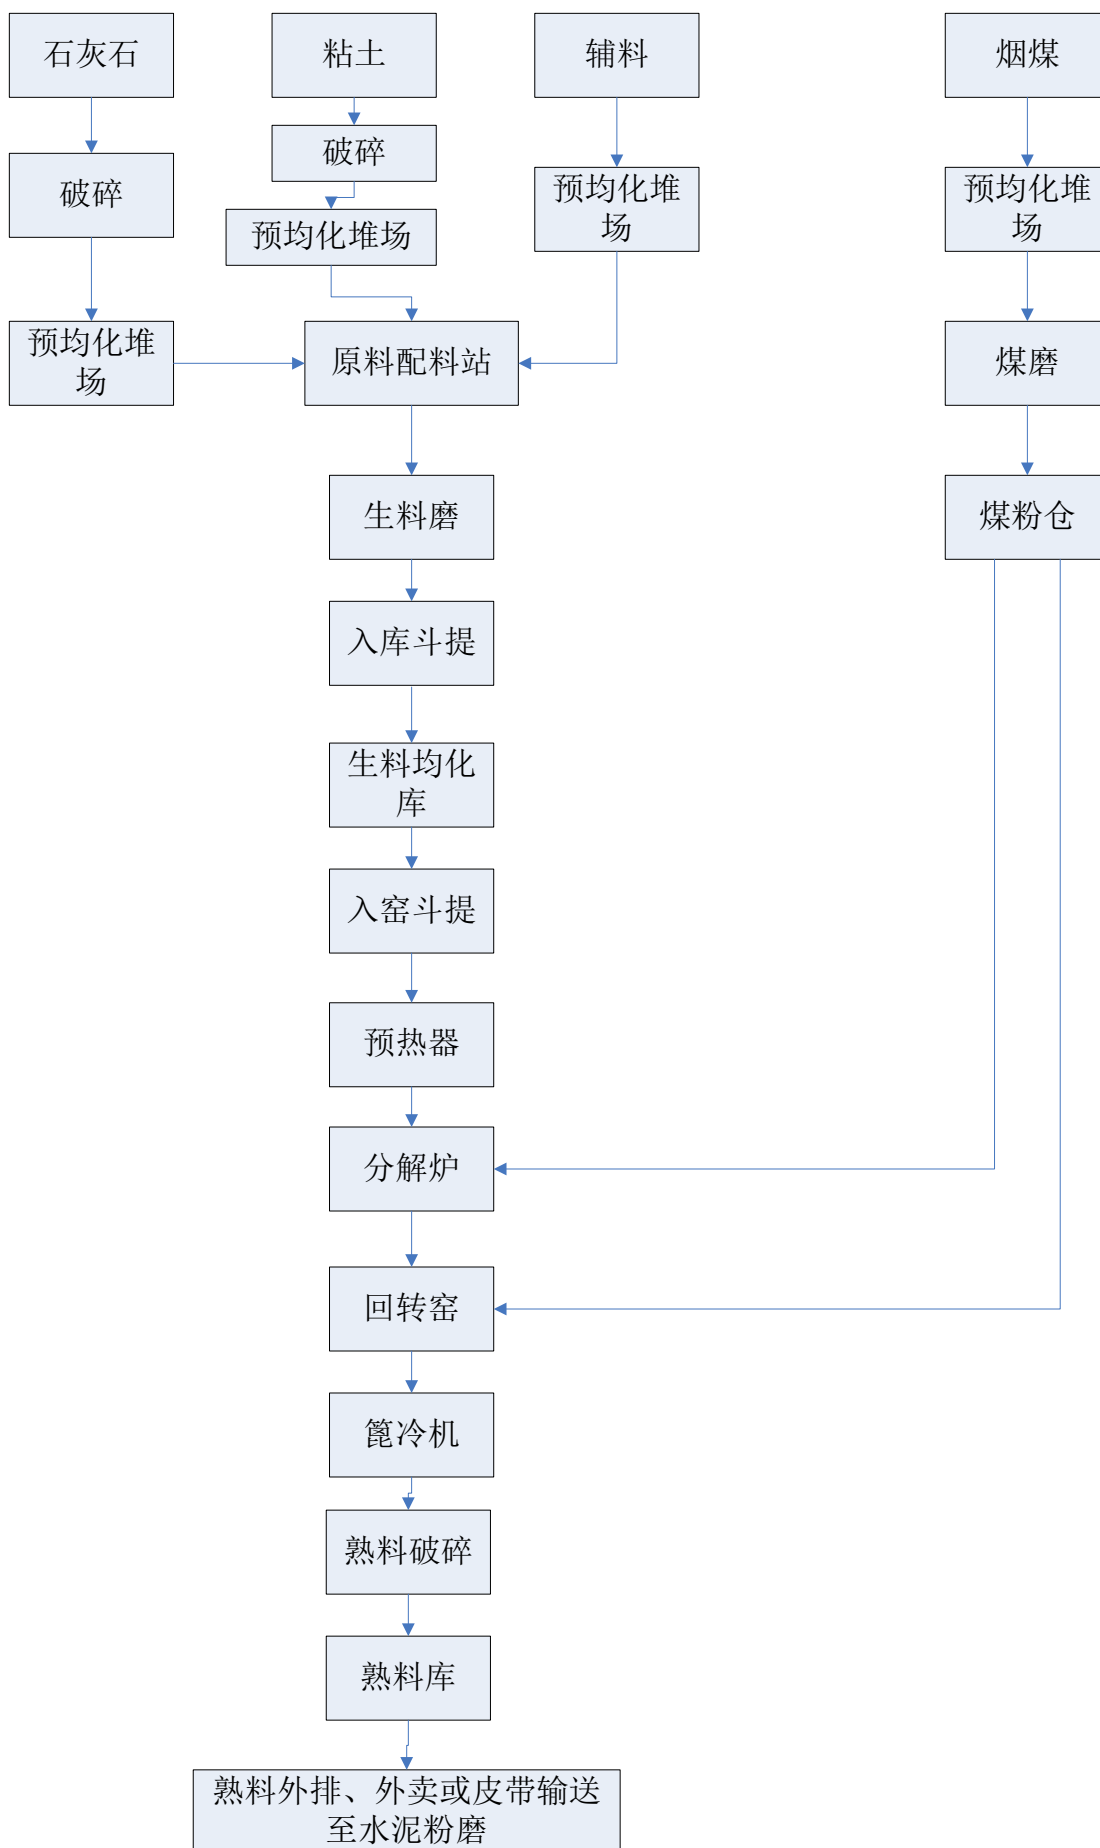 石灰石
粘土
辅料
烟煤
破碎
破碎
预均化堆场
预均化堆
场
预均化堆
场
预均化堆
场
原料配料站
煤磨
生料磨
煤粉仓
入库斗提
生料均化
库
入窑斗提
预热器
分解炉
回转窑
篦冷机
熟料破碎
熟料库
熟料外排、外卖或皮带输送
至水泥粉磨